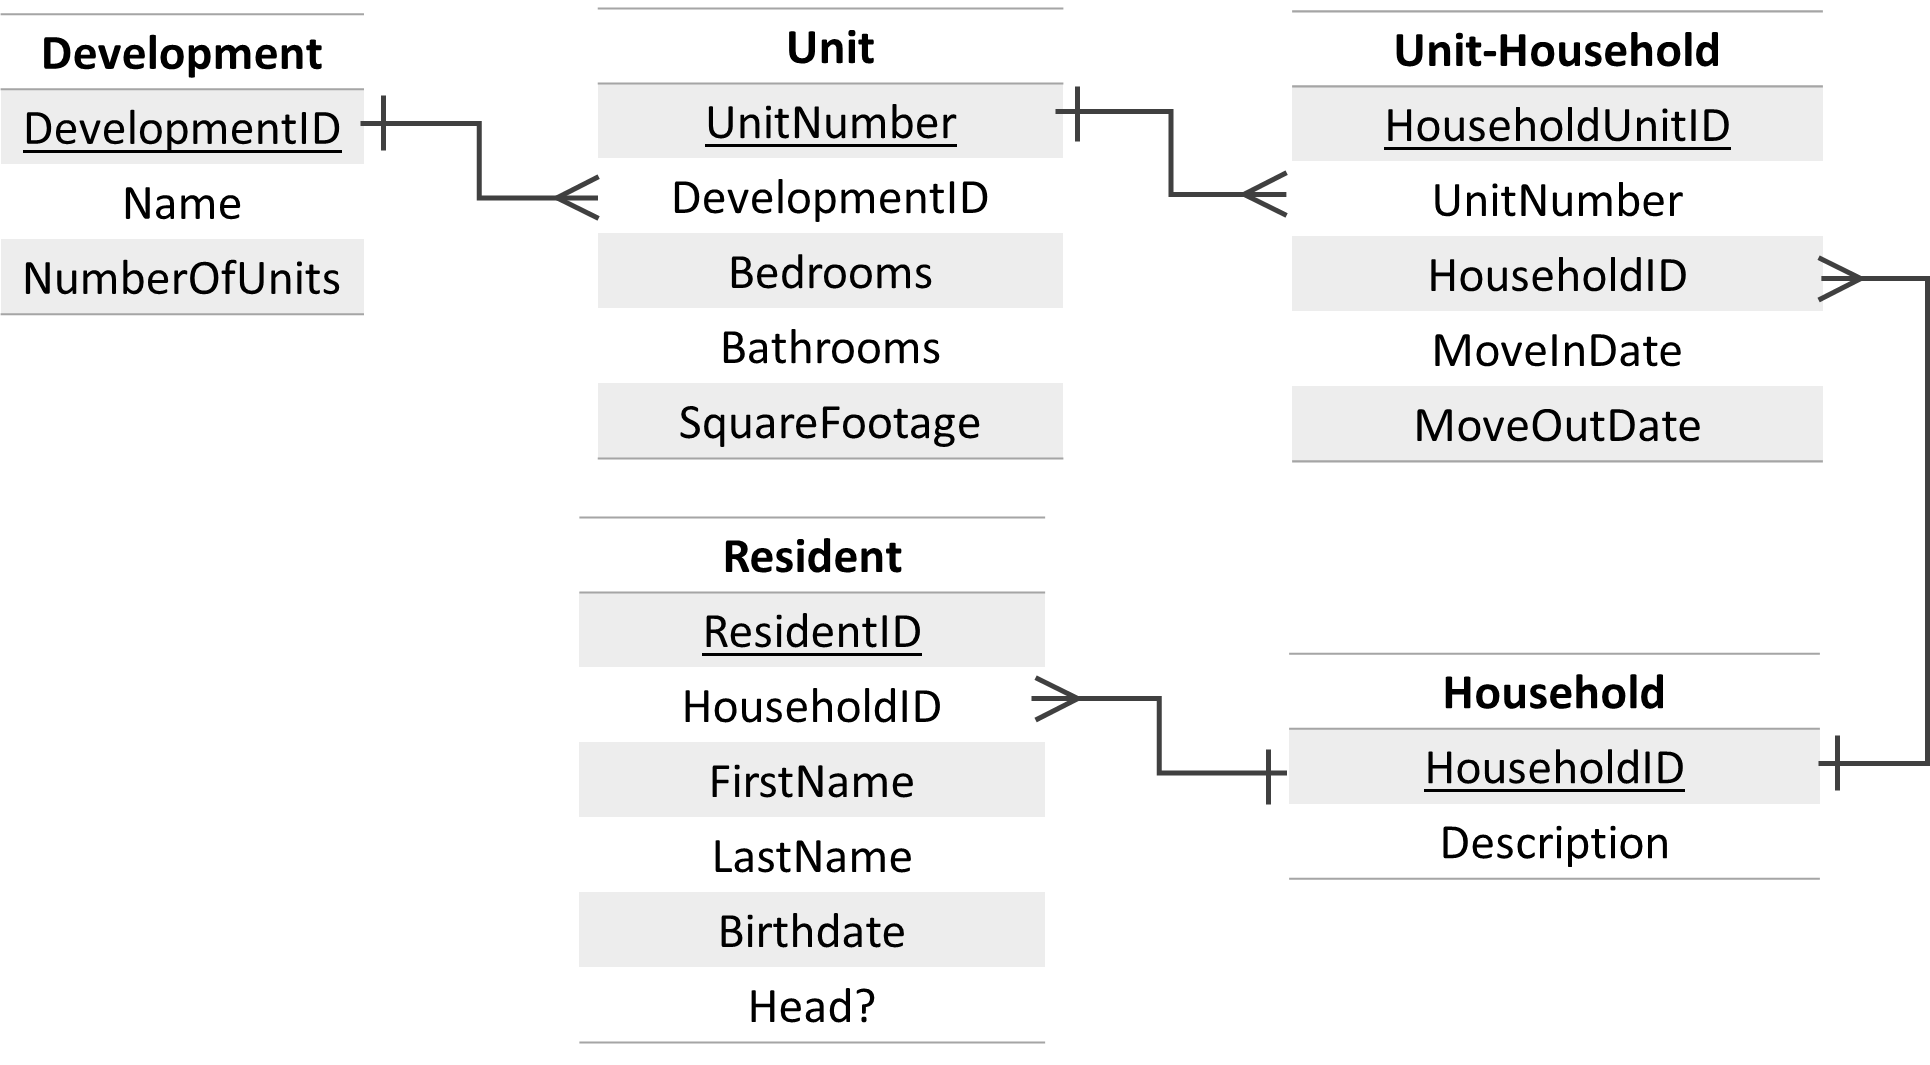 Development
DevelopmentID
Name
NumberOfUnits
Unit
UnitNumber
DevelopmentID
Bedrooms
Bathrooms
SquareFootage
Unit-Household
HouseholdUnitID
UnitNumber
HouseholdID
MoveInDate
MoveOutDate
Resident
ResidentID
HouseholdID
FirstName
LastName
Birthdate
Head?
Household
HouseholdID
Description